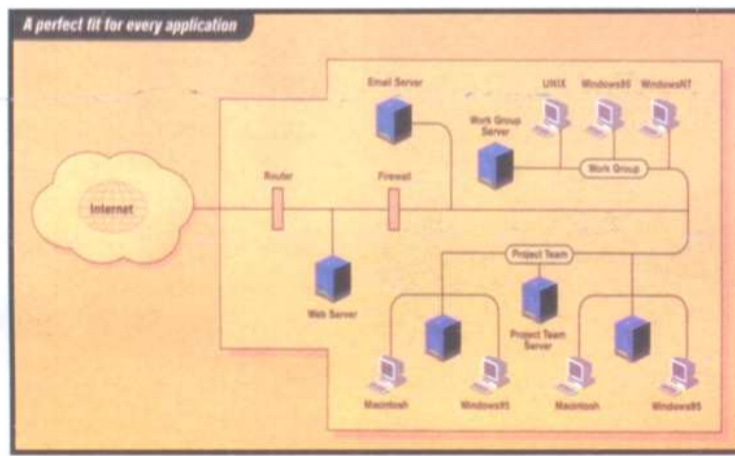 A perfect fit for every application
Email Server
UNIX
Windows95
WindowsNT
Work Group
Server
Router
Firewall
Work Group
Internet
Project Team
Web Server
Project Team
Server
Macintosh
Windows95
Macintosh
Windows95